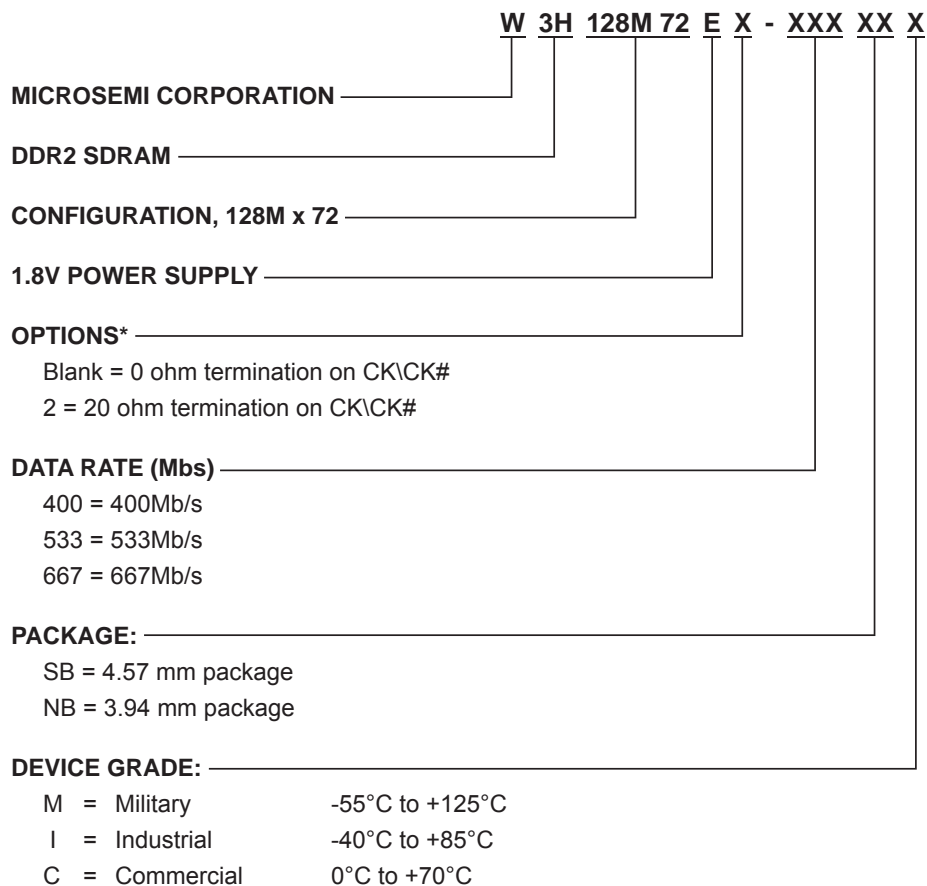 W 3H 128M 72 E X - XXX XX X
MICROSEMI CORPORATION
DDR2 SDRAM
CONFIGURATION, 128M x 72
1.8V POWER SUPPLY
OPTIONS*
Blank = 0 ohm termination on CK\CK#
2 = 20 ohm termination on CK\CK#
DATA RATE (Mbs)
400 = 400Mb/s
533 = 533Mb/s
667 = 667Mb/s
PACKAGE:
SB = 4.57 mm package
NB = 3.94 mm package
DEVICE GRADE:
M = Military -55°C to +125°C
I = Industrial -40°C to +85°C
C = Commercial 0°C to +70°C